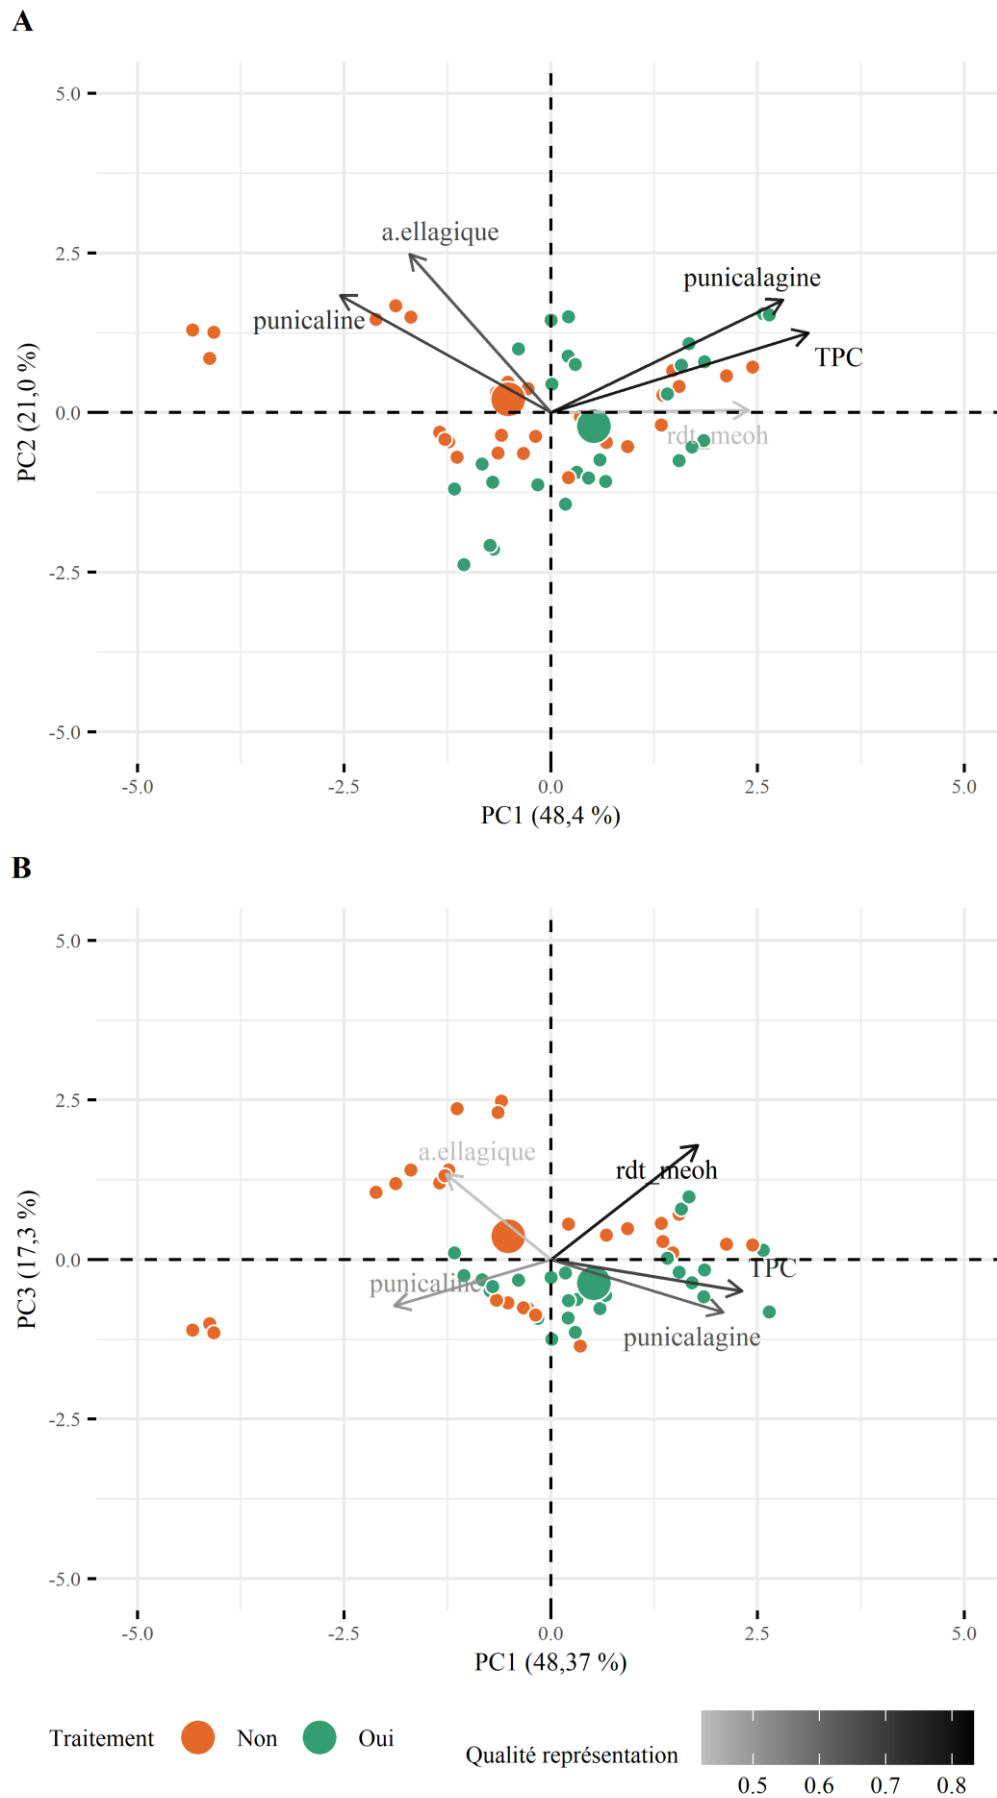 A
5.0
a.ellagique
2.5
punicalagine
punicaline
TPC
PC2 (21,0 %)
0.0
rdt_meoh
-2.5
-5.0
-5.0 -2.5 0.0 2.5 5.0
PC1 (48,4 %)
B
5.0
2.5
a.ellagique
rdt_meoh
PC3 (17,3 %)
0.0
TPC
punicaline
punicalagine
-2.5
-5.0
-5.0 -2.5 0.0 2.5 5.0
PC1 (48,37 %)
Traitement Non Oui
Qualité représentation
0.5 0.6 0.7 0.8